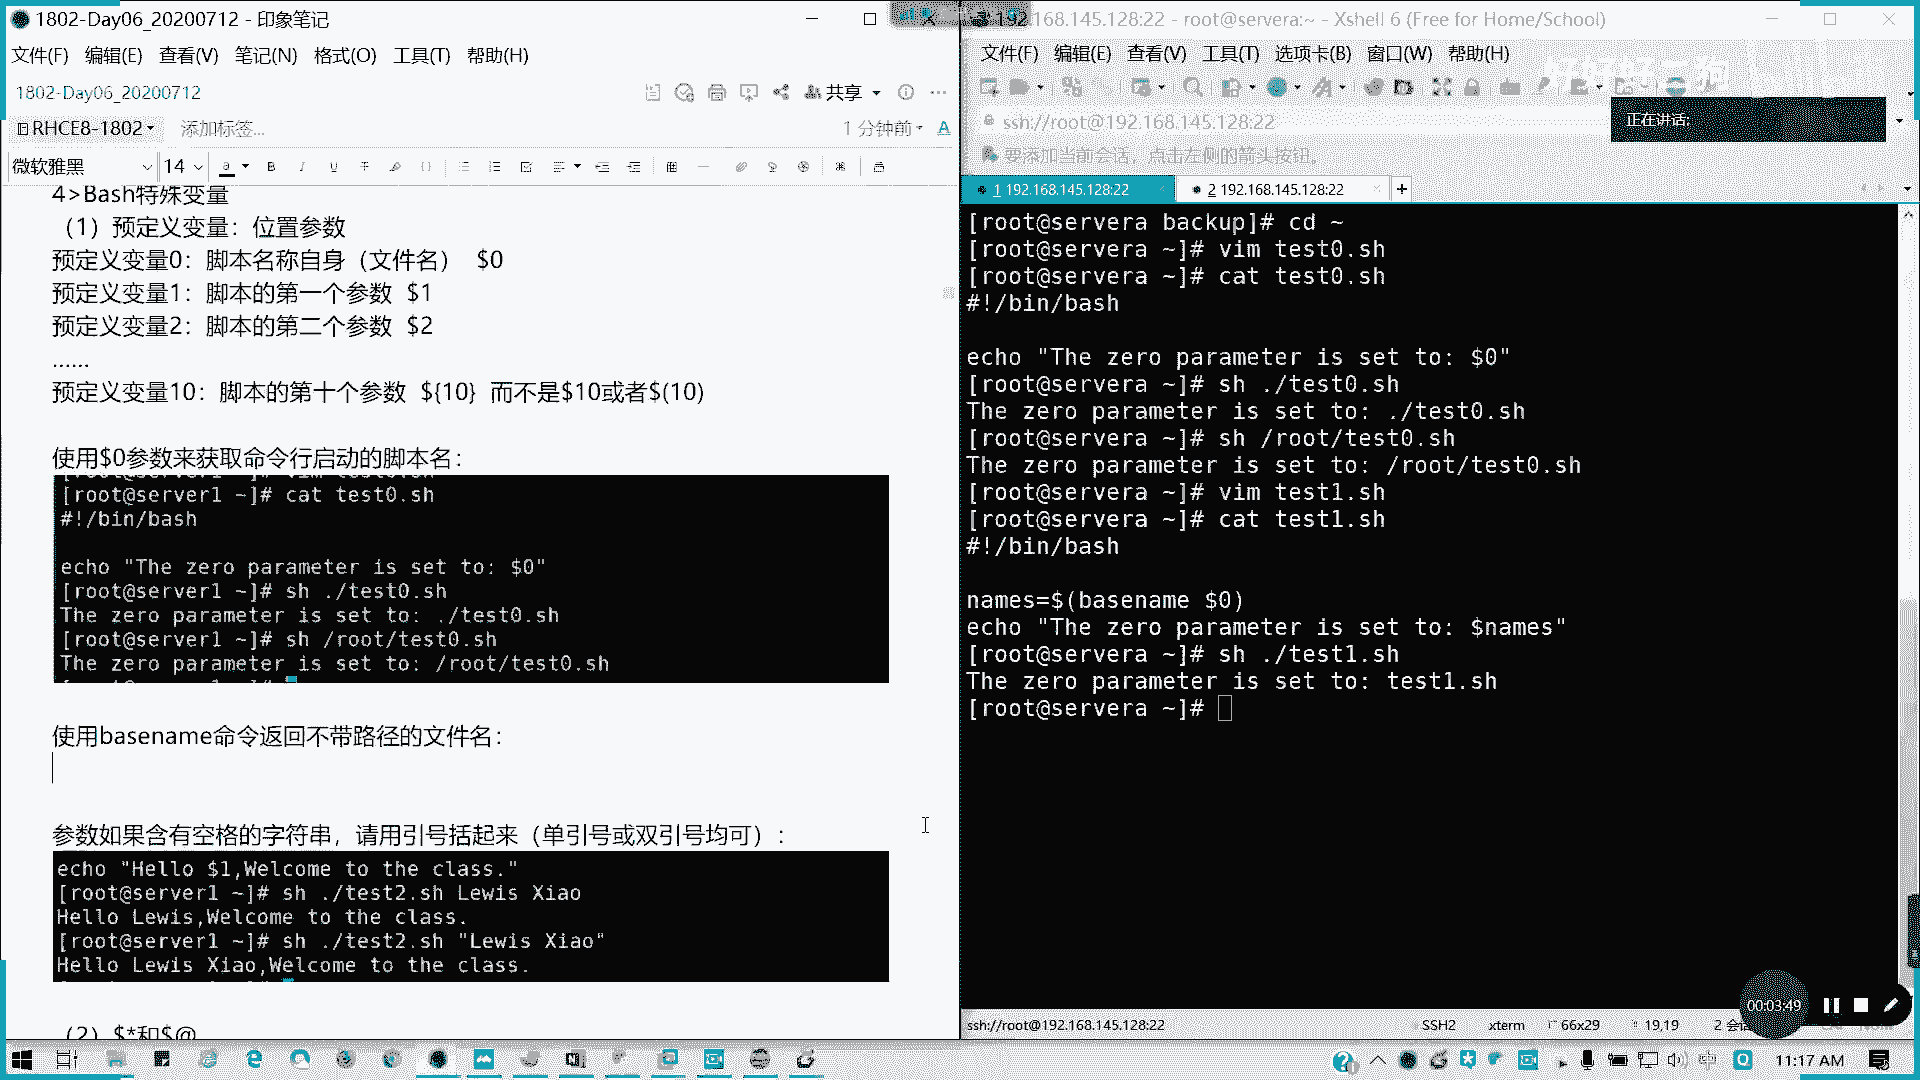 1802-Day06_20200712 - 印象笔记
文件(F) 编辑(E) 查看(V) 笔记(N) 格式(O) 工具(T) 帮助(H)
1802-Day06_20200712
共享
RHCE8-1802
添加标签...
1 分钟前
微软雅黑 14
4>Bash特殊变量
（1）预定义变量：位置参数
预定义变量0：脚本名称自身（文件名） $0
预定义变量1：脚本的第一个参数 $1
预定义变量2：脚本的第二个参数 $2
......
预定义变量10：脚本的第十个参数 ${10} 而不是$10或者$(10)
使用$0参数来获取命令行启动的脚本名：
[root@server1 ~]# cat test0.sh
#!/bin/bash
echo "The zero parameter is set to: $0"
[root@server1 ~]# sh ./test0.sh
The zero parameter is set to: ./test0.sh
[root@server1 ~]# sh /root/test0.sh
The zero parameter is set to: /root/test0.sh
使用basename命令返回不带路径的文件名：
参数如果含有空格的字符串，请用引号括起来（单引号或双引号均可）：
echo "Hello $1,Welcome to the class."
[root@server1 ~]# sh ./test2.sh Lewis Xiao
Hello Lewis,Welcome to the class.
[root@server1 ~]# sh ./test2.sh "Lewis Xiao"
Hello Lewis Xiao,Welcome to the class.
（2）$*和$@
192.168.145.128:22 - root@servera:~ - Xshell 6 (Free for Home/School)
文件(F) 编辑(E) 查看(V) 工具(T) 选项卡(B) 窗口(W) 帮助(H)
ssh://root@192.168.145.128:22
正在讲话:
要添加当前会话，点击左侧的箭头按钮。
1 192.168.145.128:22
2 192.168.145.128:22
[root@servera backup]# cd ~
[root@servera ~]# vim test0.sh
[root@servera ~]# cat test0.sh
#!/bin/bash
echo "The zero parameter is set to: $0"
[root@servera ~]# sh ./test0.sh
The zero parameter is set to: ./test0.sh
[root@servera ~]# sh /root/test0.sh
The zero parameter is set to: /root/test0.sh
[root@servera ~]# vim test1.sh
[root@servera ~]# cat test1.sh
#!/bin/bash
names=$(basename $0)
echo "The zero parameter is set to: $names"
[root@servera ~]# sh ./test1.sh
The zero parameter is set to: test1.sh
[root@servera ~]#
00:03:49
ssh://root@192.168.145.128:22
SSH2 xterm 66x29 19,19
11:17 AM